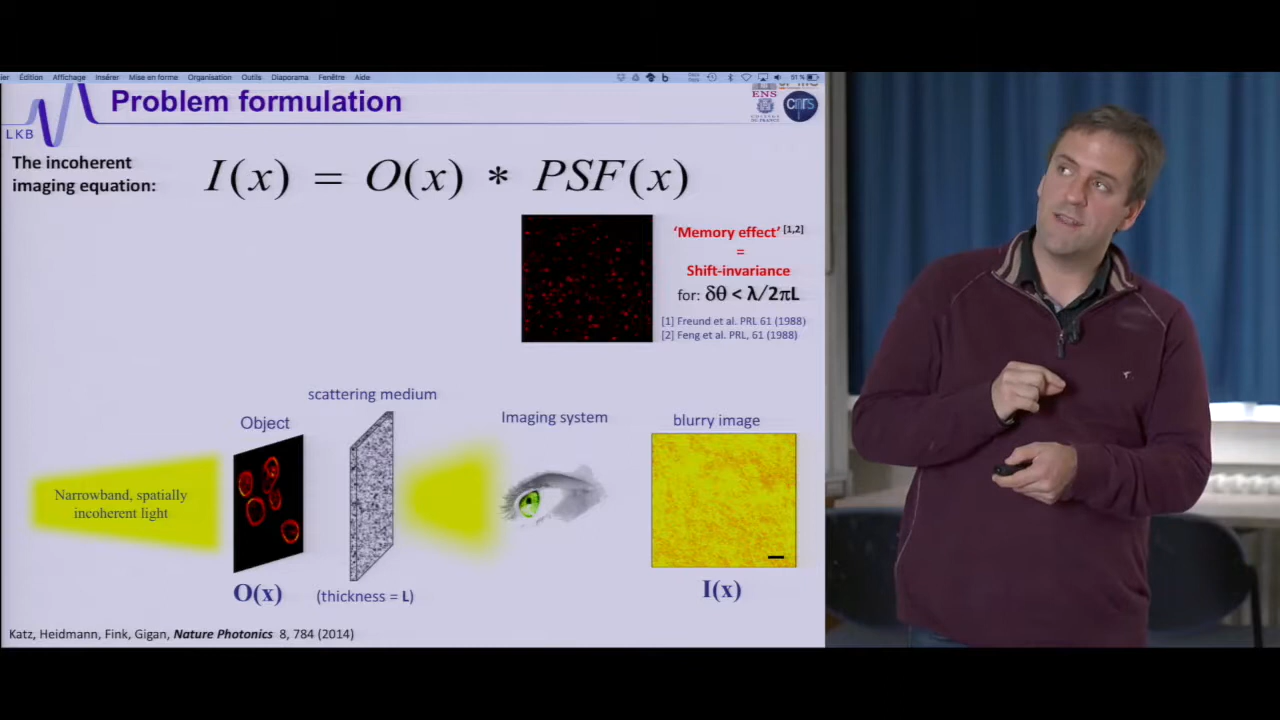 Édition Affichage Insérer Mise en forme Organisation Outils Diaporama Fenêtre Aide
51 %
Problem formulation
ENS
cnrs
LKB
The incoherent
imaging equation:
I(x) = O(x) * PSF(x)
‘Memory effect’ [1,2]
=
Shift-invariance
for: δθ < λ/2πL
[1] Freund et al. PRL 61 (1988)
[2] Feng et al. PRL, 61 (1988)
scattering medium
Object
Imaging system
blurry image
Narrowband, spatially
incoherent light
O(x)
(thickness = L)
I(x)
Katz, Heidmann, Fink, Gigan, Nature Photonics 8, 784 (2014)